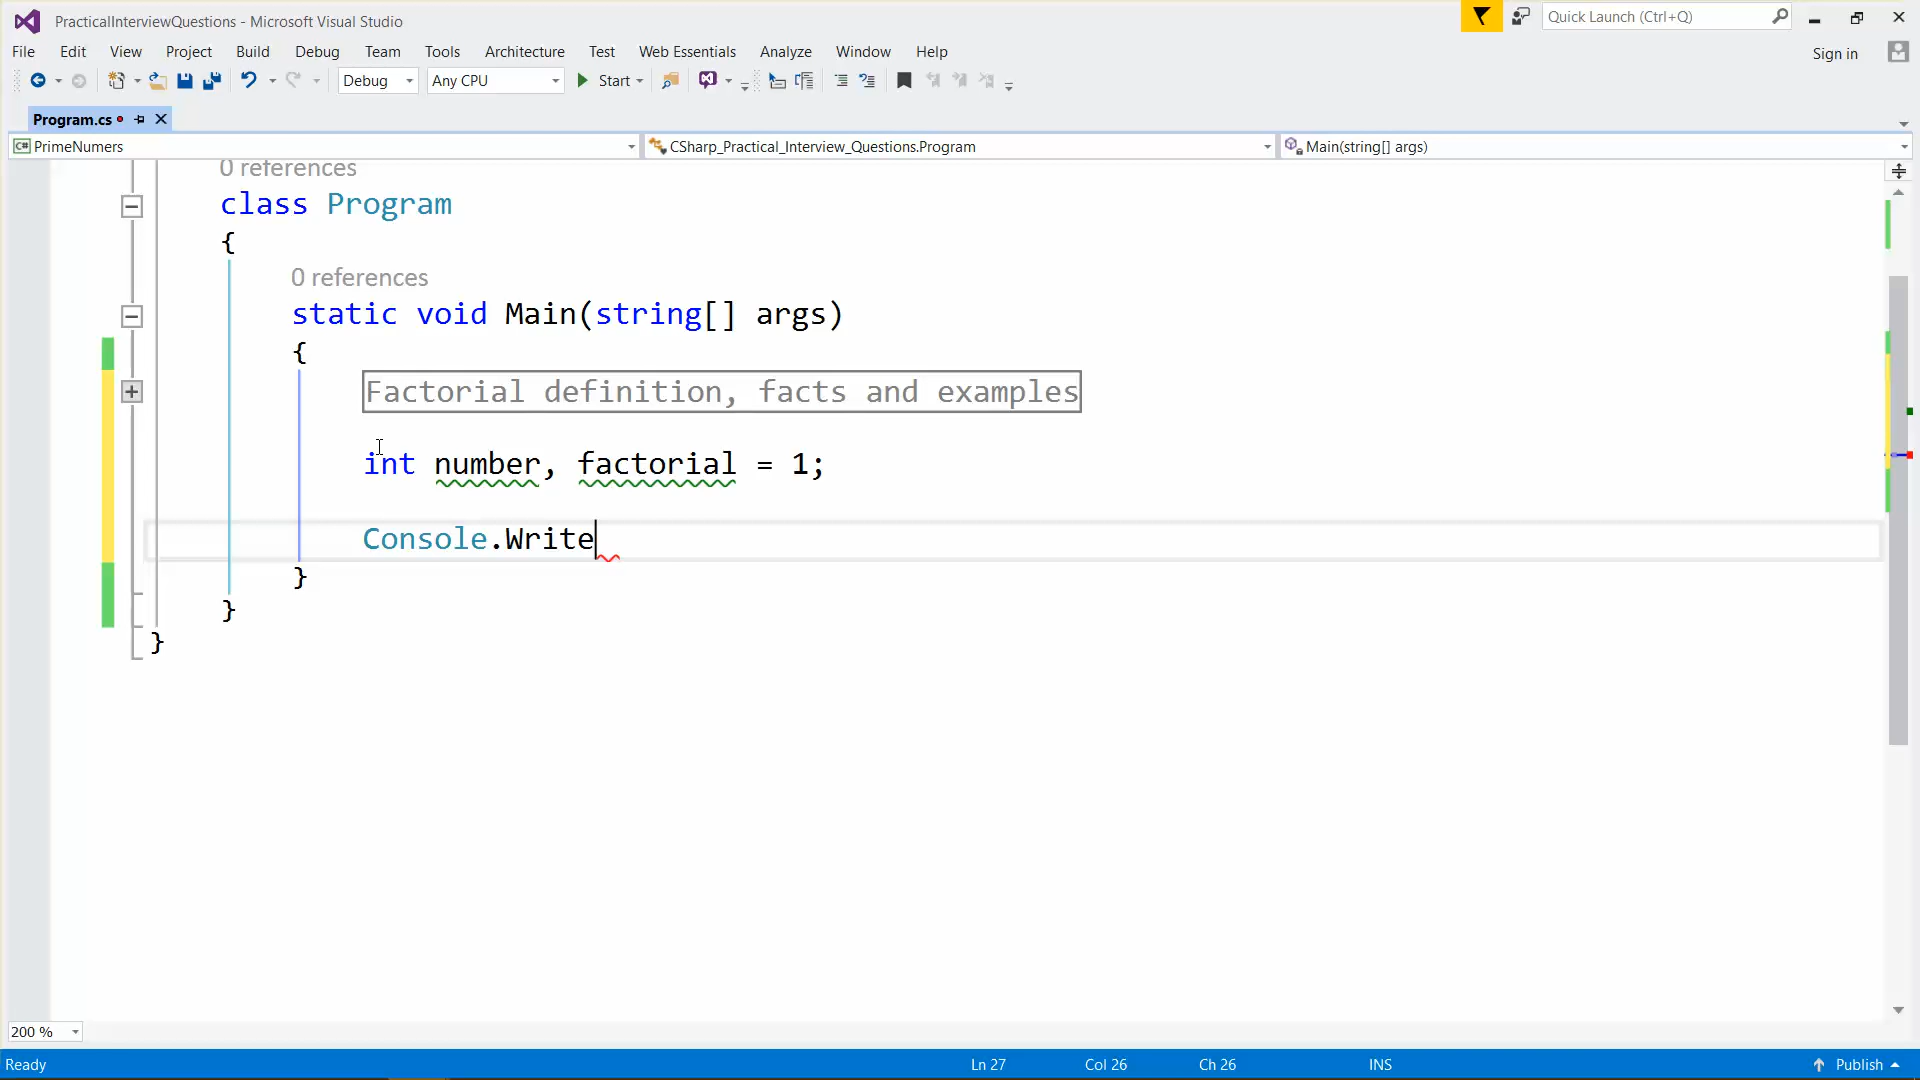 PracticalInterviewQuestions - Microsoft Visual Studio
Quick Launch (Ctrl+Q)
File Edit View Project Build Debug Team Tools Architecture Test Web Essentials Analyze Window Help
Sign in
Debug Any CPU Start
Program.cs
C# PrimeNumers
CSharp_Practical_Interview_Questions.Program
Main(string[] args)
0 references
class Program
{
0 references
static void Main(string[] args)
{
Factorial definition, facts and examples
int number, factorial = 1;
Console.Write
}
}
}
200 %
Ready
Ln 27 Col 26 Ch 26 INS
Publish